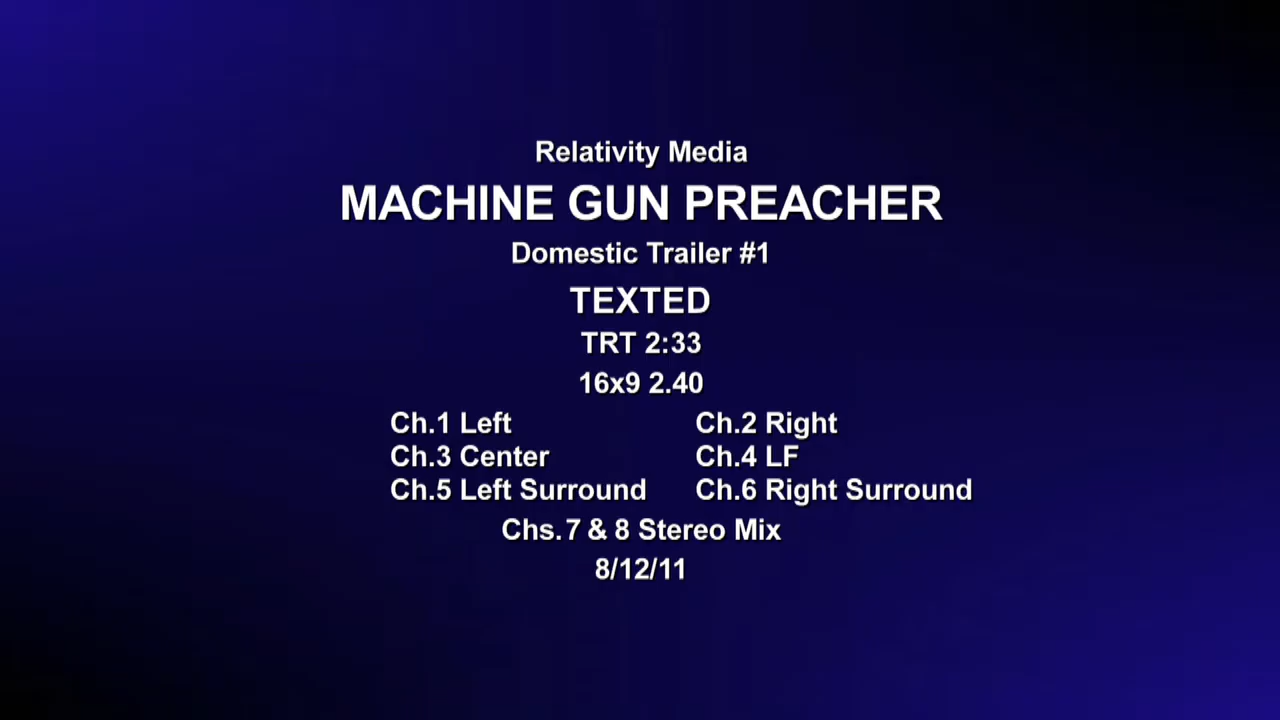 Relativity Media
MACHINE GUN PREACHER
Domestic Trailer #1
TEXTED
TRT 2:33
16x9 2.40
Ch.1 Left Ch.2 Right
Ch.3 Center Ch.4 LF
Ch.5 Left Surround Ch.6 Right Surround
Chs.7 & 8 Stereo Mix
8/12/11